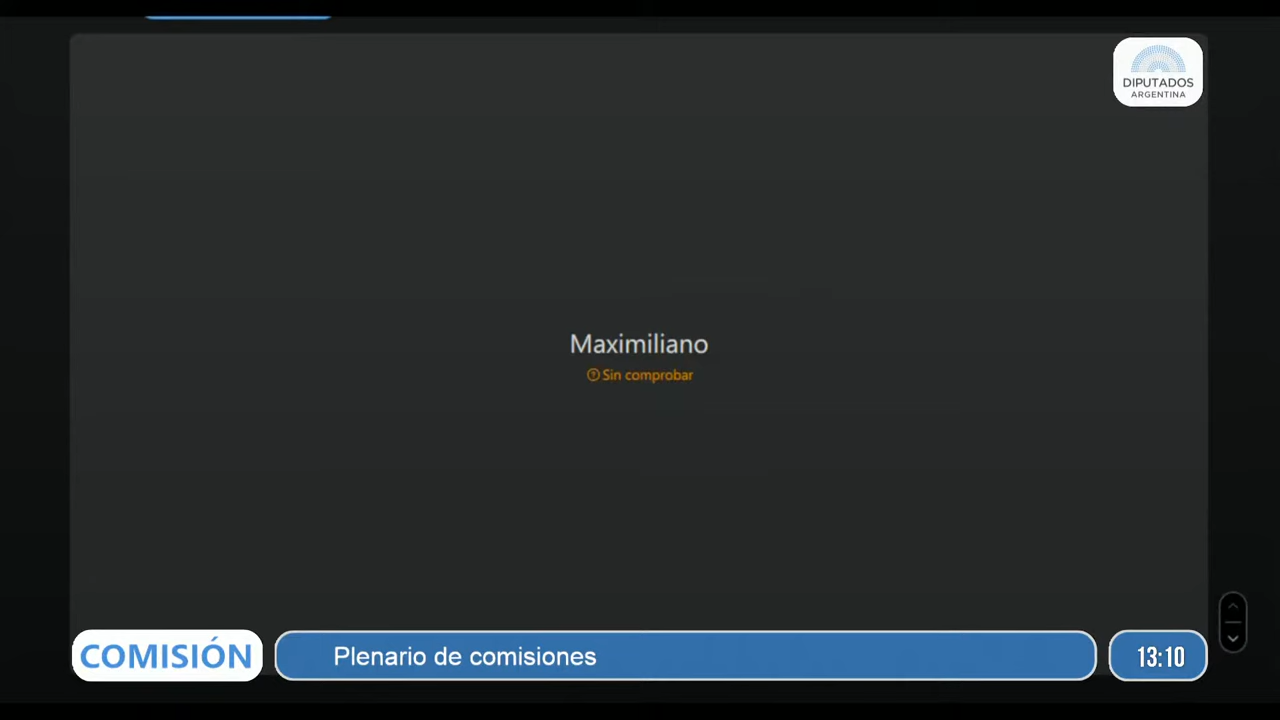 DIPUTADOS
ARGENTINA
Maximiliano
Sin comprobar
COMISIÓN
Plenario de comisiones
13:10